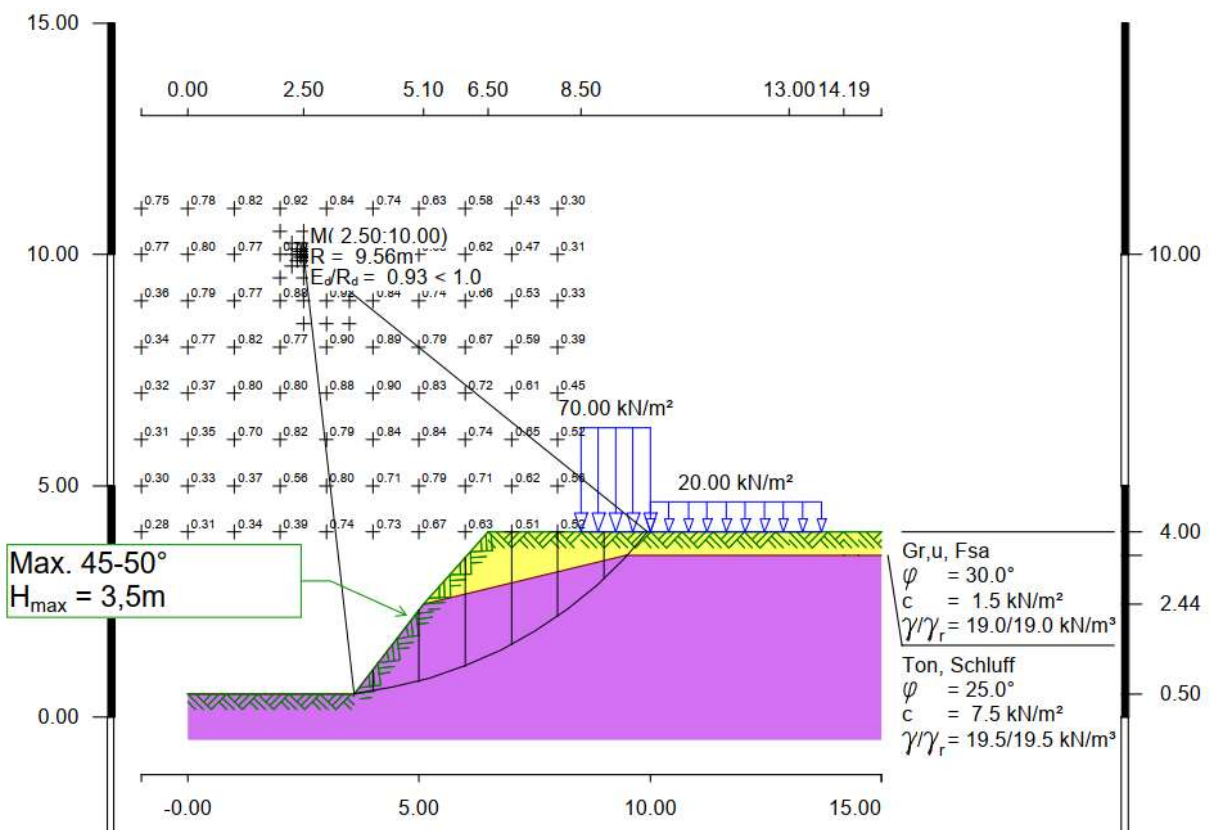 15.00
0.00 2.50 5.10 6.50 8.50 13.00 14.19
0.75 0.78 0.82 0.92 0.84 0.74 0.63 0.58 0.43 0.30
M( 2.50:10.00)
10.00 0.77 0.80 0.77 0.62 0.47 0.31 10.00
R = 9.56m
Ed/Rd = 0.93 < 1.0
0.36 0.79 0.77 0.88 0.92 0.84 0.74 0.66 0.53 0.33
0.34 0.77 0.82 0.77 0.90 0.89 0.79 0.67 0.59 0.39
0.32 0.37 0.80 0.80 0.88 0.90 0.83 0.72 0.61 0.45
70.00 kN/m²
0.31 0.35 0.70 0.82 0.79 0.84 0.84 0.74 0.65 0.52
5.00 0.30 0.33 0.37 0.56 0.80 0.71 0.79 0.71 0.62
20.00 kN/m²
0.28 0.31 0.34 0.39 0.74 0.73 0.67 0.63 0.51 0.52
4.00
Max. 45-50°
Hmax = 3,5m
Gr,u, Fsa
φ = 30.0°
c = 1.5 kN/m²
γ/γr = 19.0/19.0 kN/m³
2.44
Ton, Schluff
φ = 25.0°
c = 7.5 kN/m²
γ/γr = 19.5/19.5 kN/m³
0.50
0.00
-0.00 5.00 10.00 15.00